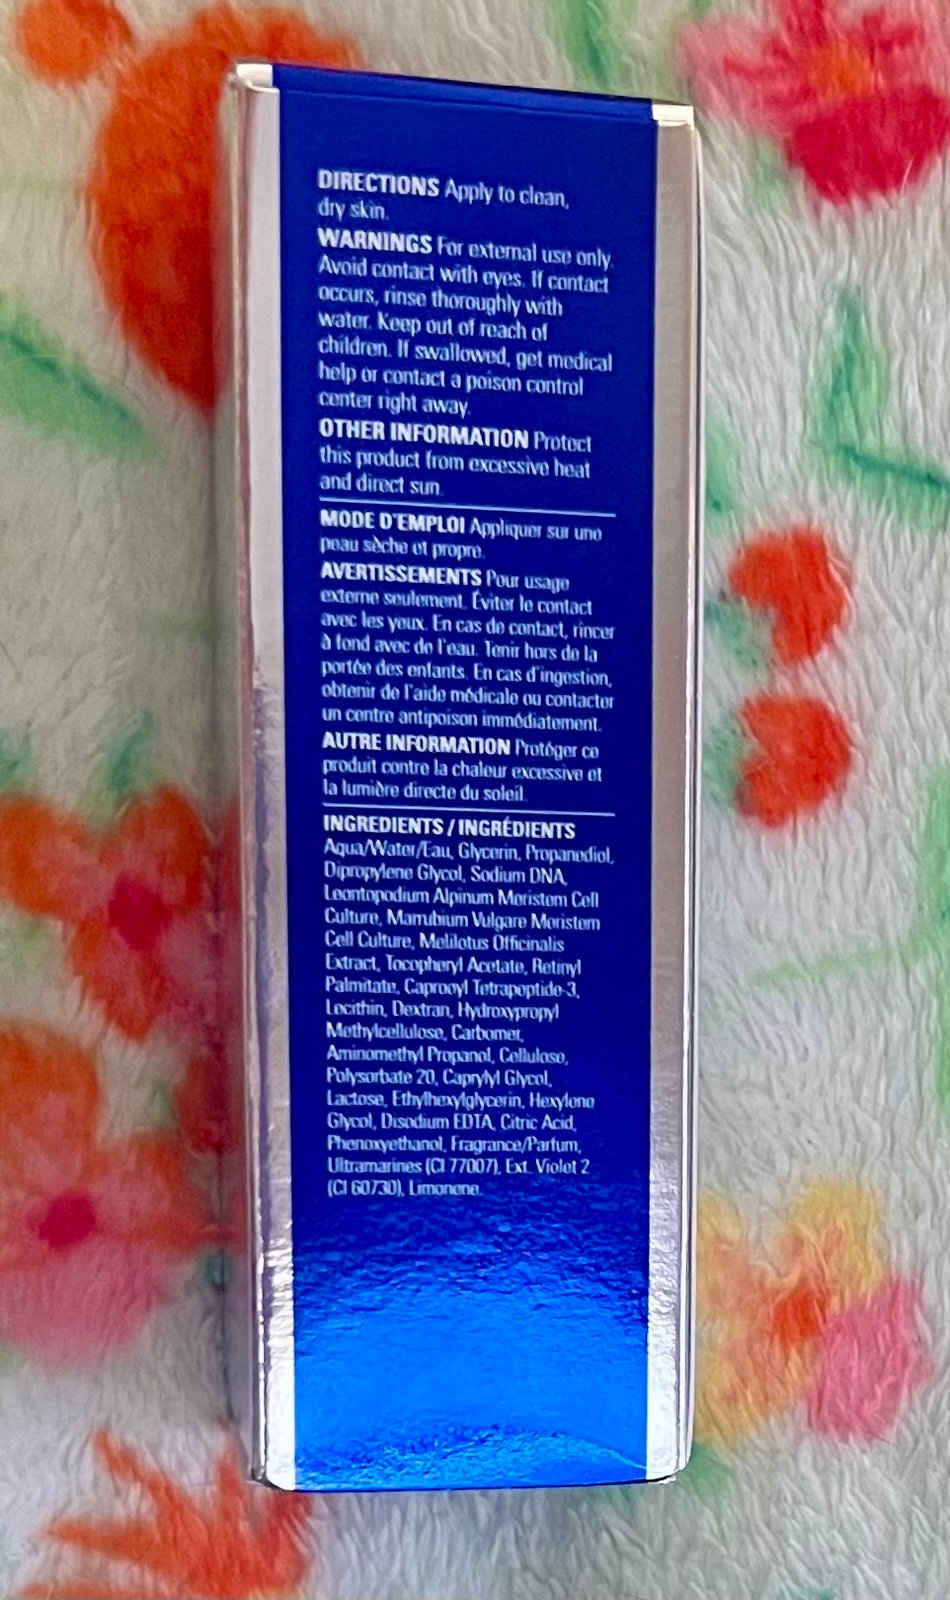 DIRECTIONS Apply to clean,
dry skin.
WARNINGS For external use only.
Avoid contact with eyes. If contact
occurs, rinse thoroughly with
water. Keep out of reach of
children. If swallowed, get medical
help or contact a poison control
center right away.
OTHER INFORMATION Protect
this product from excessive heat
and direct sun.
MODE D'EMPLOI Appliquer sur une
peau sèche et propre.
AVERTISSEMENTS Pour usage
externe seulement. Éviter le contact
avec les yeux. En cas de contact, rincer
à fond avec de l'eau. Tenir hors de la
portée des enfants. En cas d'ingestion,
obtenir de l'aide médicale ou contacter
un centre antipoison immédiatement.
AUTRE INFORMATION Protéger ce
produit contre la chaleur excessive et
la lumière directe du soleil.
INGREDIENTS / INGRÉDIENTS
Aqua/Water/Eau, Glycerin, Propanediol,
Dipropylene Glycol, Sodium DNA,
Leontopodium Alpinum Meristem Cell
Culture, Marrubium Vulgare Meristem
Cell Culture, Melilotus Officinalis
Extract, Tocopheryl Acetate, Retinyl
Palmitate, Caprooyl Tetrapeptide-3,
Lecithin, Dextran, Hydroxypropyl
Methylcellulose, Carbomer,
Aminomethyl Propanol, Cellulose,
Polysorbate 20, Caprylyl Glycol,
Lactose, Ethylhexylglycerin, Hexylene
Glycol, Disodium EDTA, Citric Acid,
Phenoxyethanol, Fragrance/Parfum,
Ultramarines (CI 77007), Ext. Violet 2
(CI 60730), Limonene.